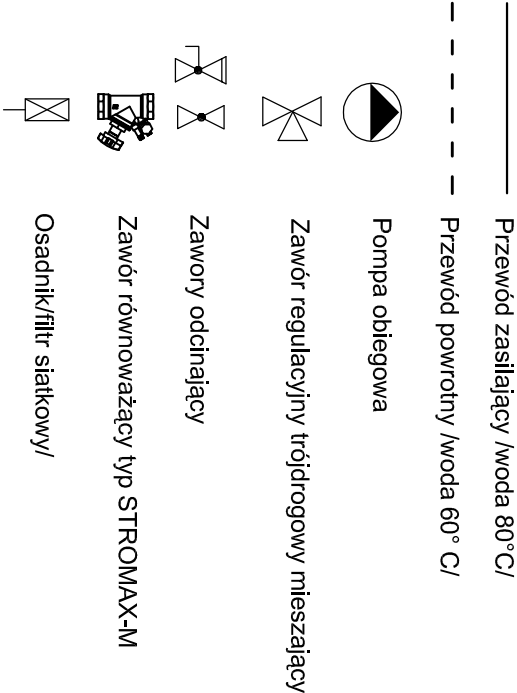 Przewód zasilający /woda 80°C/
Przewód powrotny /woda 60° C/
Pompa obiegowa
Zawór regulacyjny trójdrogowy mieszający
Zawory odcinający
Zawór równoważący typ STROMAX-M
Osadnik/filtr siatkowy/